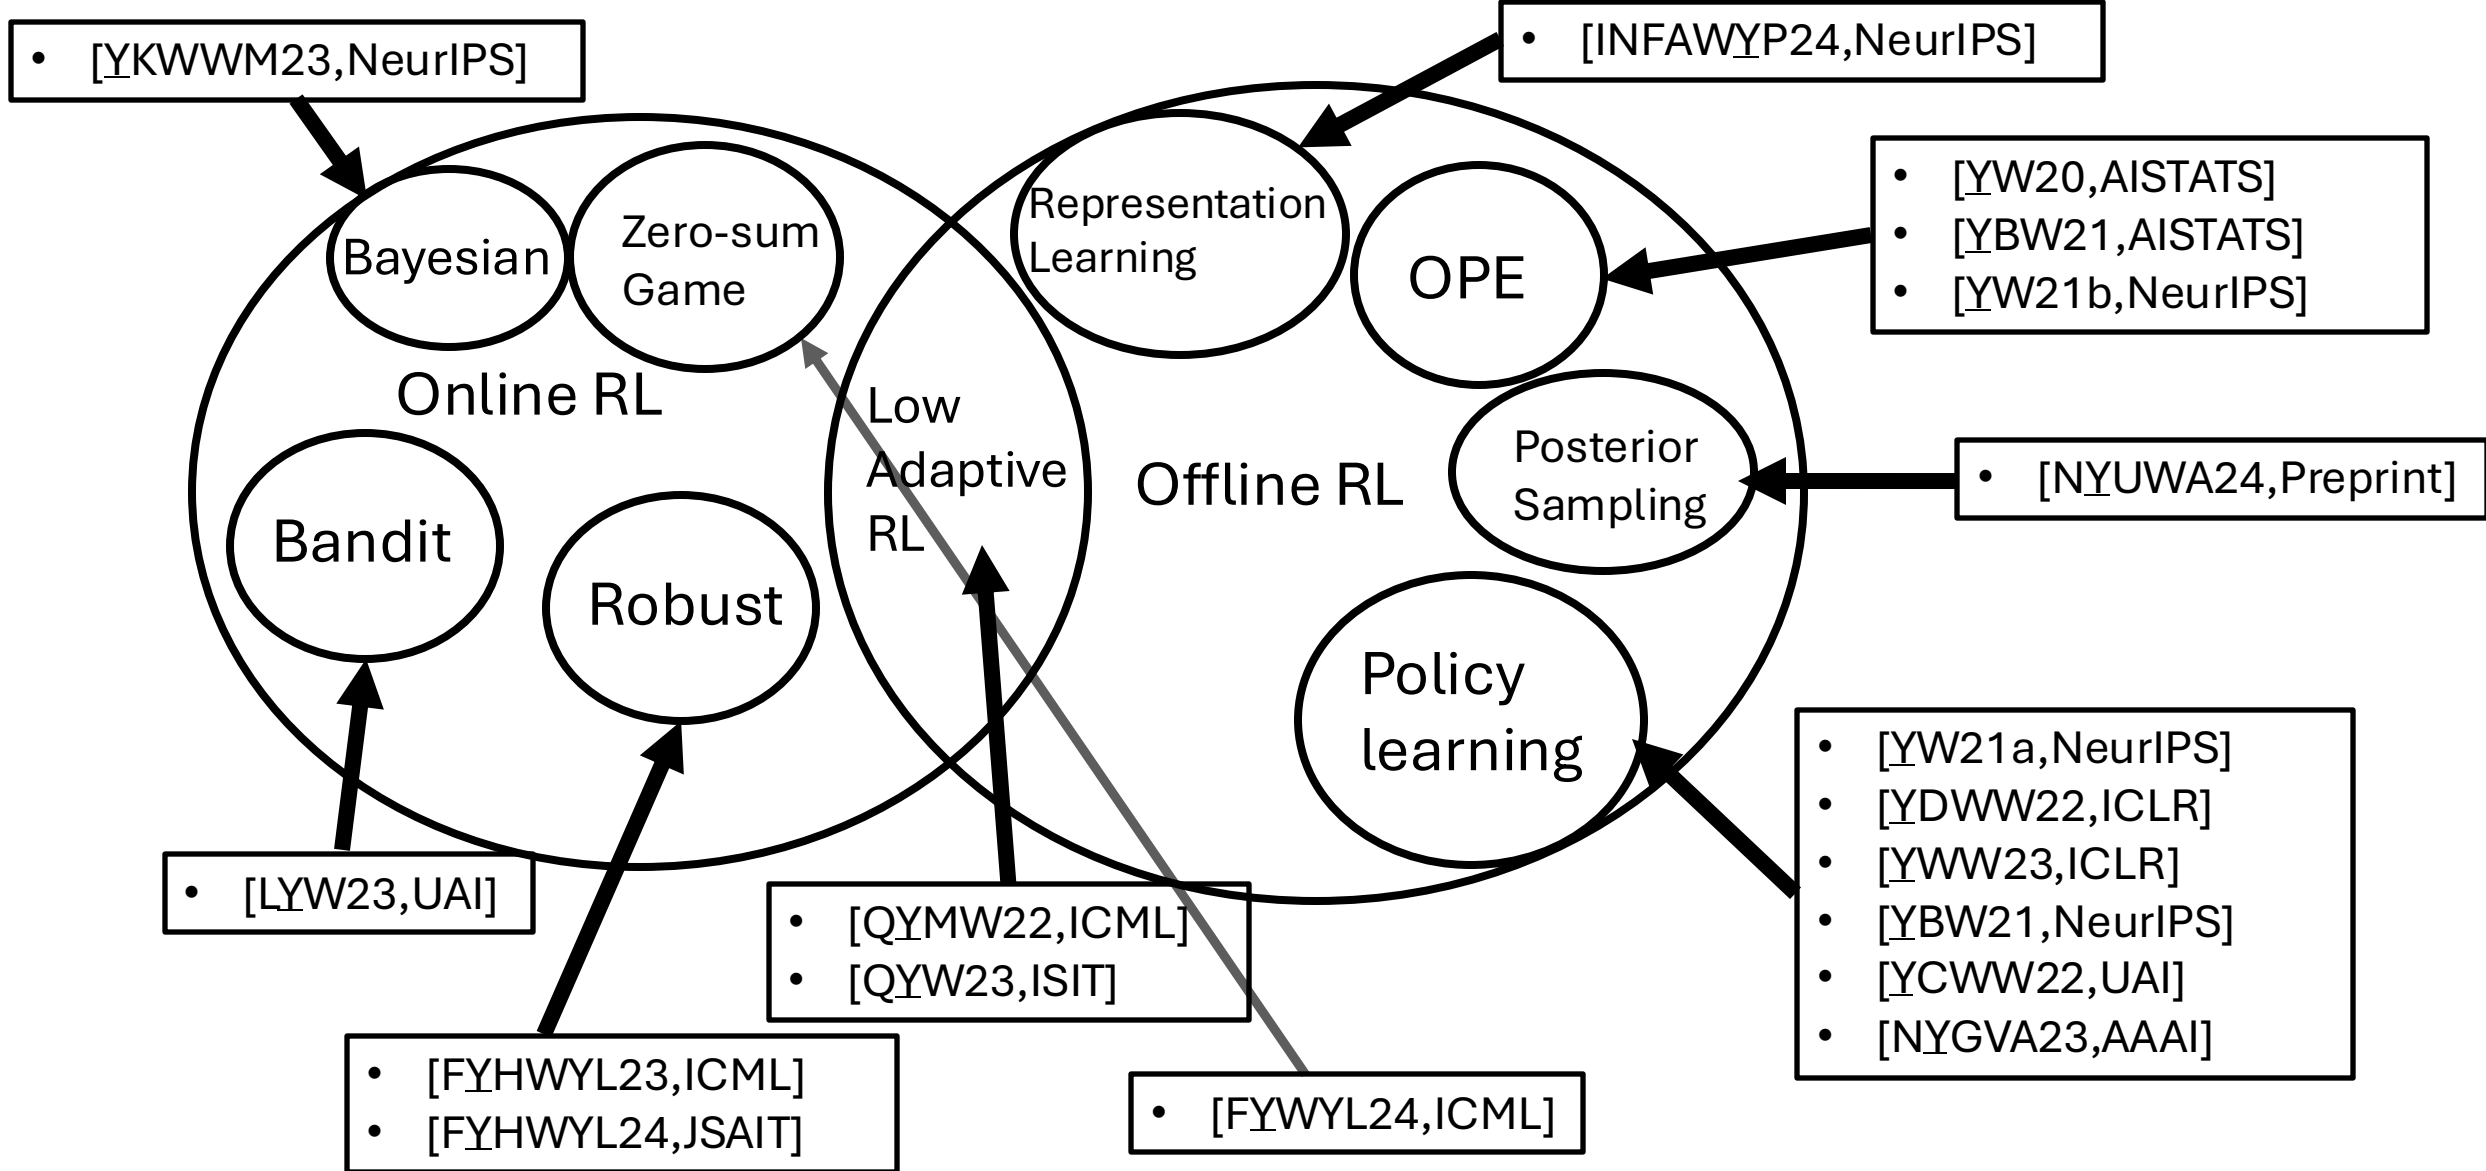 • [YKWWM23,NeurIPS]
• [INFAWYP24,NeurIPS]
• [YW20,AISTATS]
• [YBW21,AISTATS]
• [YW21b,NeurIPS]
Bayesian
Zero-sum
Game
Representation
Learning
OPE
Online RL
Low
Adaptive
RL
Offline RL
Posterior
Sampling
• [NYUWA24,Preprint]
Bandit
Robust
Policy
learning
• [YW21a,NeurIPS]
• [YDWW22,ICLR]
• [YWW23,ICLR]
• [YBW21,NeurIPS]
• [YCWW22,UAI]
• [NYGVA23,AAAI]
• [LYW23,UAI]
• [QYMW22,ICML]
• [QYW23,ISIT]
• [FYHWYL23,ICML]
• [FYHWYL24,JSAIT]
• [FYWYL24,ICML]